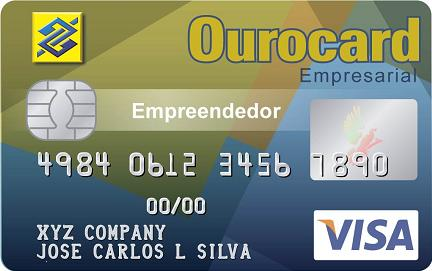 Ourocard
Empresarial
Empreendedor
4984 0612 3456 7890
00/00
XYZ COMPANY
JOSE CARLOS L SILVA
VISA